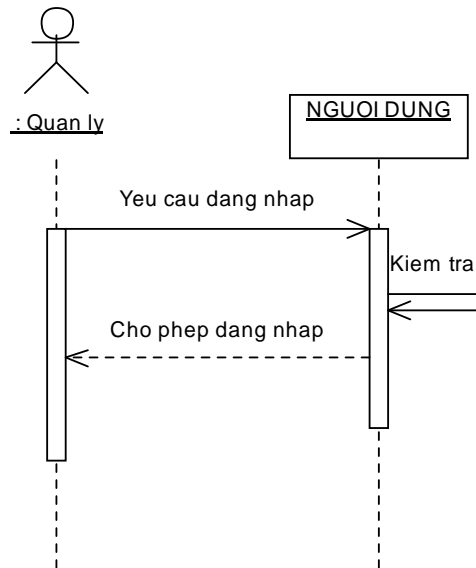 : Quan ly
NGUOI DUNG
Yeu cau dang nhap
Kiem tra
Cho phep dang nhap